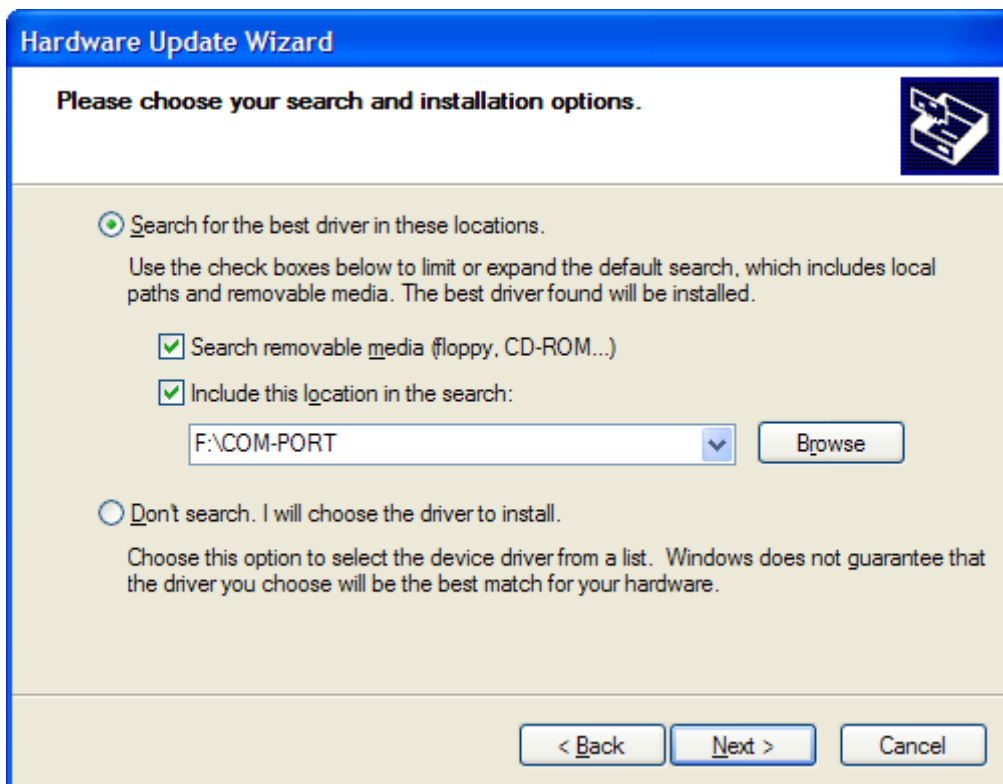 Hardware Update Wizard
Please choose your search and installation options.
Search for the best driver in these locations.
Use the check boxes below to limit or expand the default search, which includes local
paths and removable media. The best driver found will be installed.
Search removable media (floppy, CD-ROM...)
Include this location in the search:
F:\COM-PORT
Browse
Don't search. I will choose the driver to install.
Choose this option to select the device driver from a list.  Windows does not guarantee that
the driver you choose will be the best match for your hardware.
< Back
Next >
Cancel